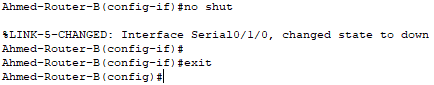 Ahmed-Router-B(config-if)#no shut
%LINK-5-CHANGED: Interface Serial0/1/0, changed state to down
Ahmed-Router-B(config-if)#
Ahmed-Router-B(config-if)#exit
Ahmed-Router-B(config)#